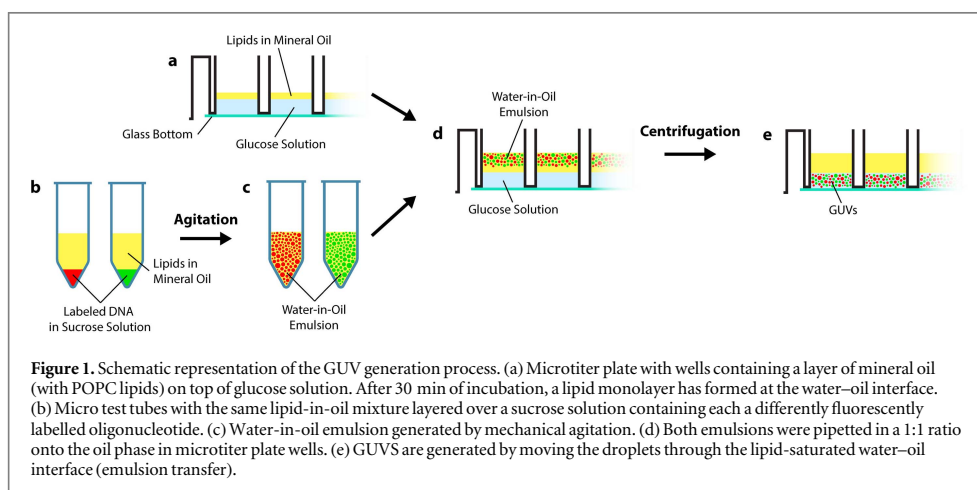 a
Lipids in Mineral Oil
Glass Bottom
Glucose Solution
b
Labeled DNA
in Sucrose Solution
Lipids in
Mineral Oil
Agitation
c
Water-in-Oil
Emulsion
d
Water-in-Oil
Emulsion
Glucose Solution
Centrifugation
e
GUVs
Figure 1. Schematic representation of the GUV generation process. (a) Microtiter plate with wells containing a layer of mineral oil
(with POPC lipids) on top of glucose solution. After 30 min of incubation, a lipid monolayer has formed at the water–oil interface.
(b) Micro test tubes with the same lipid-in-oil mixture layered over a sucrose solution containing each a differently fluorescently
labelled oligonucleotide. (c) Water-in-oil emulsion generated by mechanical agitation. (d) Both emulsions were pipetted in a 1:1 ratio
onto the oil phase in microtiter plate wells. (e) GUVS are generated by moving the droplets through the lipid-saturated water–oil
interface (emulsion transfer).